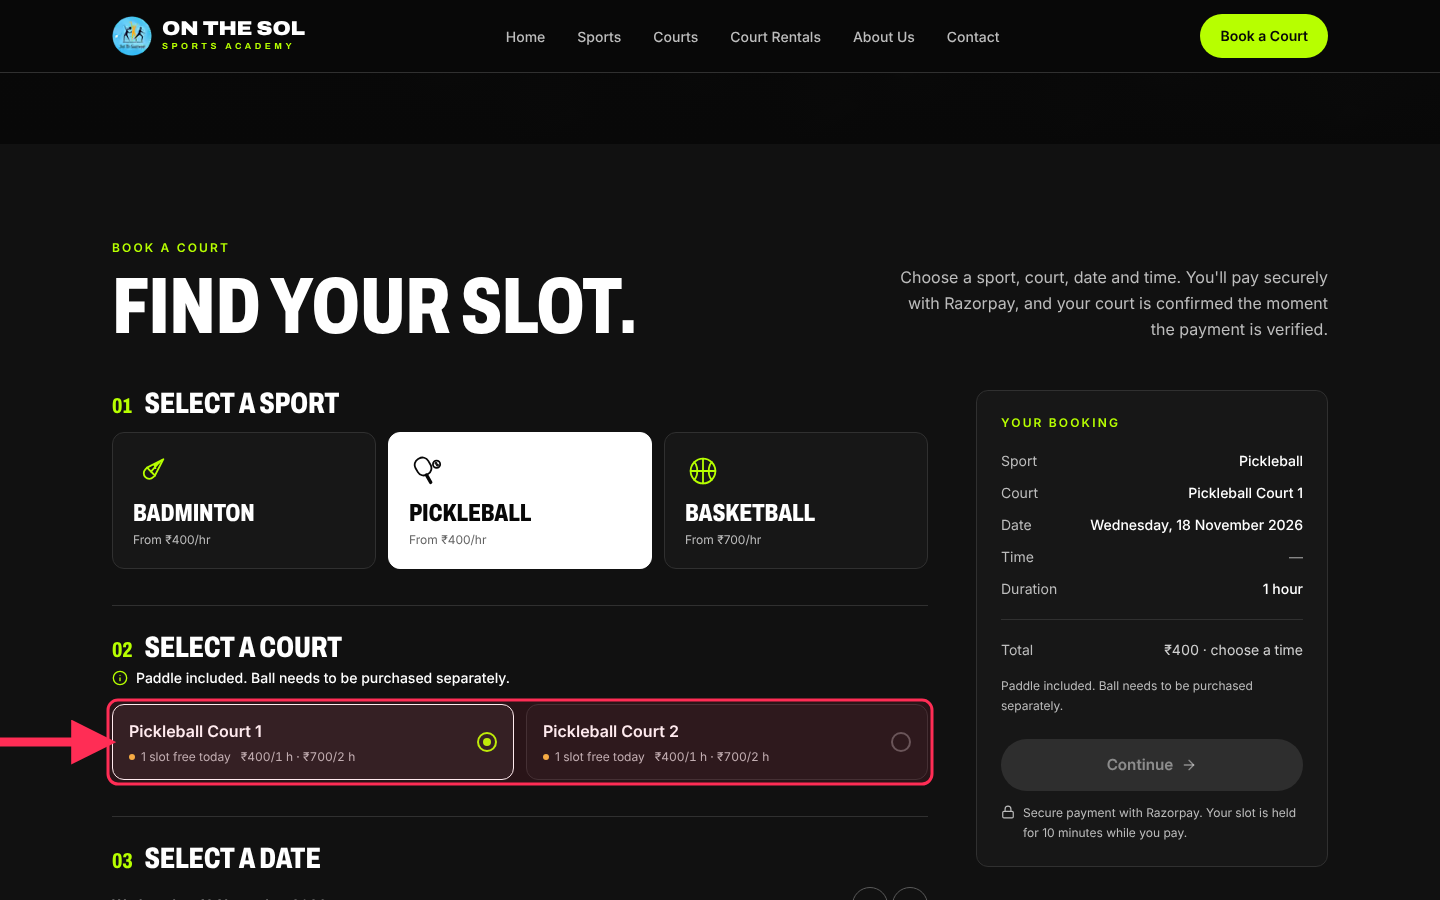 ON THE SOL
SPORTS ACADEMY
Home
Sports
Courts
Court Rentals
About Us
Contact
Book a Court
BOOK A COURT
FIND YOUR SLOT.
Choose a sport, court, date and time. You'll pay securely
with Razorpay, and your court is confirmed the moment
the payment is verified.
01 SELECT A SPORT
BADMINTON
From ₹400/hr
PICKLEBALL
From ₹400/hr
BASKETBALL
From ₹700/hr
02 SELECT A COURT
Paddle included. Ball needs to be purchased separately.
Pickleball Court 1
1 slot free today ₹400/1 h · ₹700/2 h
Pickleball Court 2
1 slot free today ₹400/1 h · ₹700/2 h
03 SELECT A DATE
YOUR BOOKING
Sport Pickleball
Court Pickleball Court 1
Date Wednesday, 18 November 2026
Time —
Duration 1 hour
Total ₹400 · choose a time
Paddle included. Ball needs to be purchased
separately.
Continue →
Secure payment with Razorpay. Your slot is held
for 10 minutes while you pay.